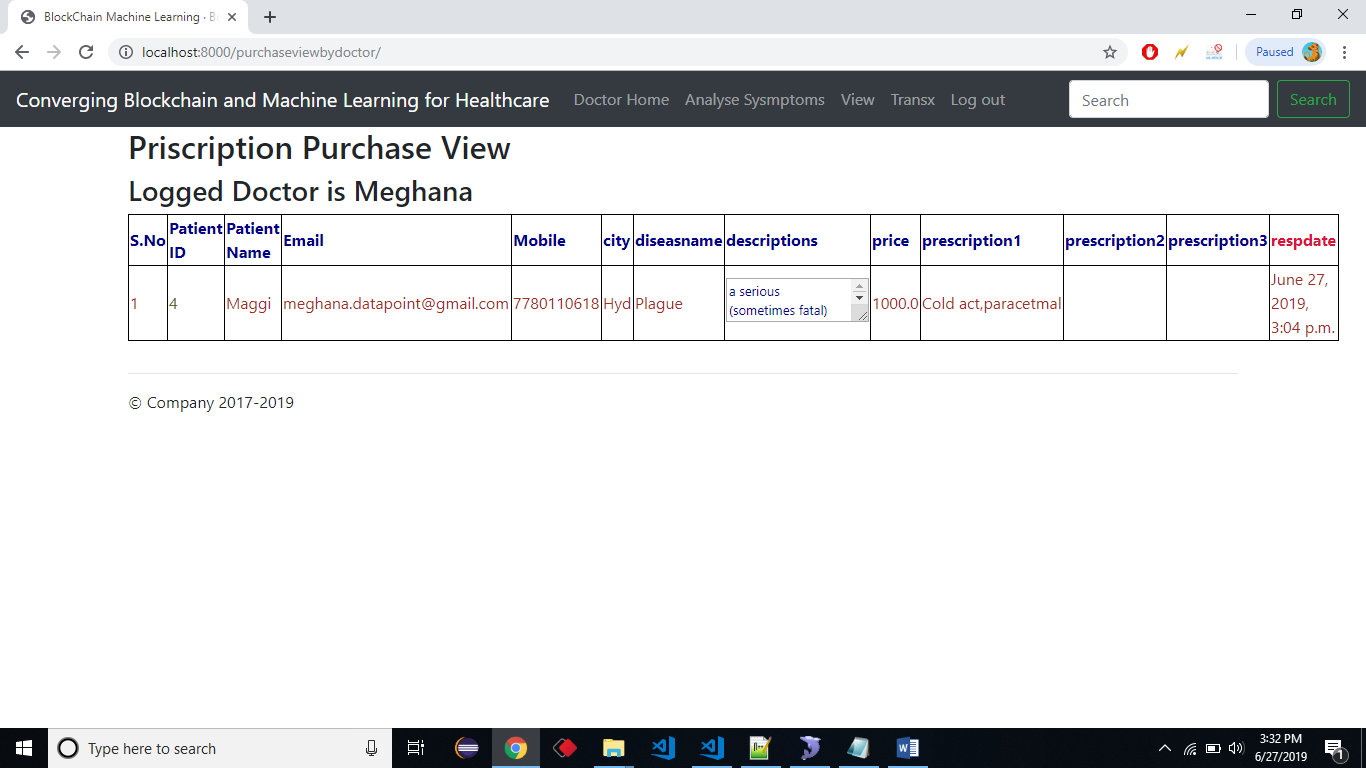 BlockChain Machine Learning · B
localhost:8000/purchaseviewbydoctor/
Paused
Converging Blockchain and Machine Learning for Healthcare Doctor Home Analyse Sysmptoms View Transx Log out Search Search
Priscription Purchase View
Logged Doctor is Meghana
S.No Patient ID Patient Name Email Mobile city diseasname descriptions price prescription1 prescription2 prescription3 respdate
1 4 Maggi meghana.datapoint@gmail.com 7780110618 Hyd Plague a serious (sometimes fatal) 1000.0 Cold act,paracetmal June 27, 2019, 3:04 p.m.
© Company 2017-2019
Type here to search
3:32 PM
6/27/2019
1